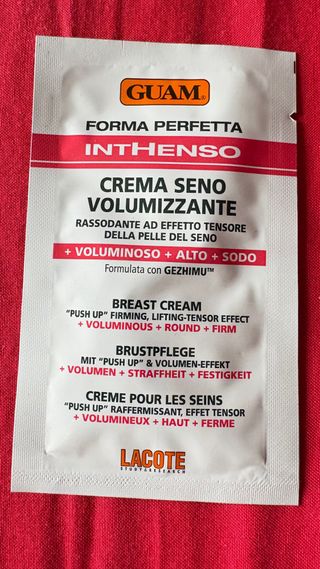 GUAM®
FORMA PERFETTA
INTHENSO
CREMA SENO
VOLUMIZZANTE
RASSODANTE AD EFFETTO TENSORE
DELLA PELLE DEL SENO
+ VOLUMINOSO + ALTO + SODO
Formulata con GEZHIMU™
BREAST CREAM
"PUSH UP" FIRMING, LIFTING-TENSOR EFFECT
+ VOLUMINOUS + ROUND + FIRM
BRUSTPFLEGE
MIT "PUSH UP" & VOLUMEN-EFFEKT
+ VOLUMEN + STRAFFHEIT + FESTIGKEIT
CREME POUR LES SEINS
"PUSH UP" RAFFERMISSANT, EFFET TENSOR
+ VOLUMINEUX + HAUT + FERME
LACOTE
STUDY&RESEARCH